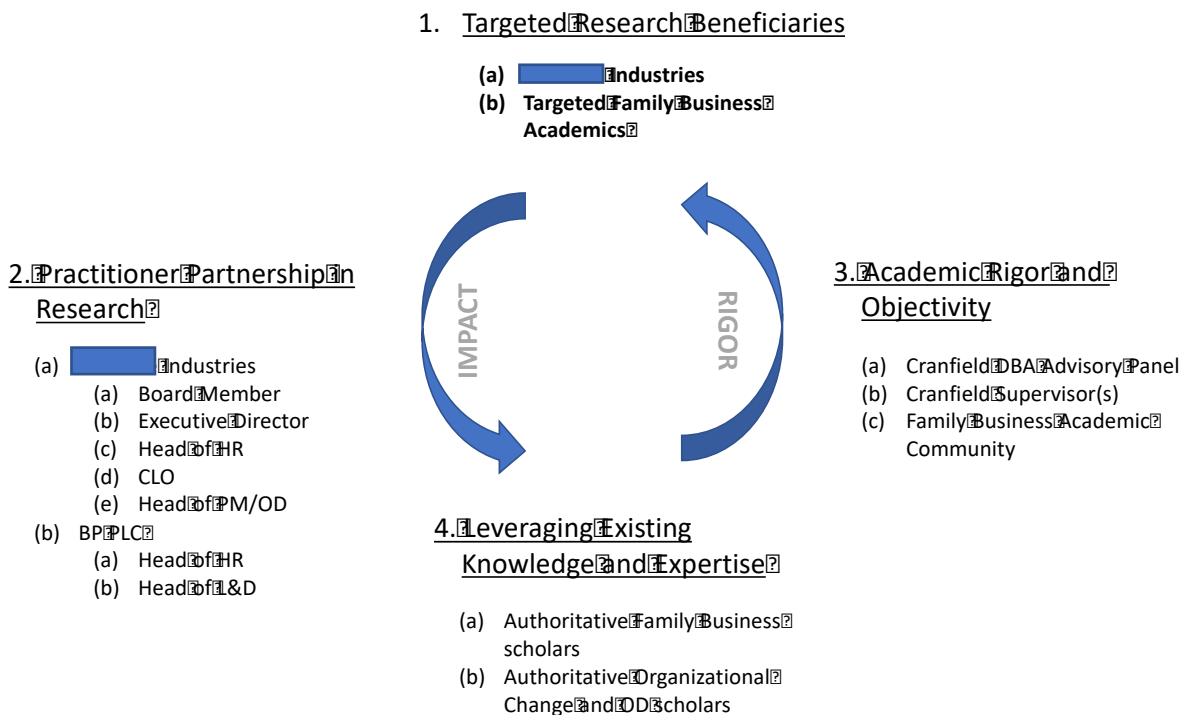 1. Targeted Research Beneficiaries
(a) Industries
(b) Targeted Family Business
Academics
2. Practitioner Partnership in
Research
(a) Industries
(a) Board Member
(b) Executive Director
(c) Head of HR
(d) CLO
(e) Head of PM/OD
(b) BP PLC
(a) Head of HR
(b) Head of L&D
IMPACT
RIGOR
3. Academic Rigor and
Objectivity
(a) Cranfield DBA Advisory Panel
(b) Cranfield Supervisor(s)
(c) Family Business Academic
Community
4. Leveraging Existing
Knowledge and Expertise
(a) Authoritative Family Business
scholars
(b) Authoritative Organizational
Change and OD scholars